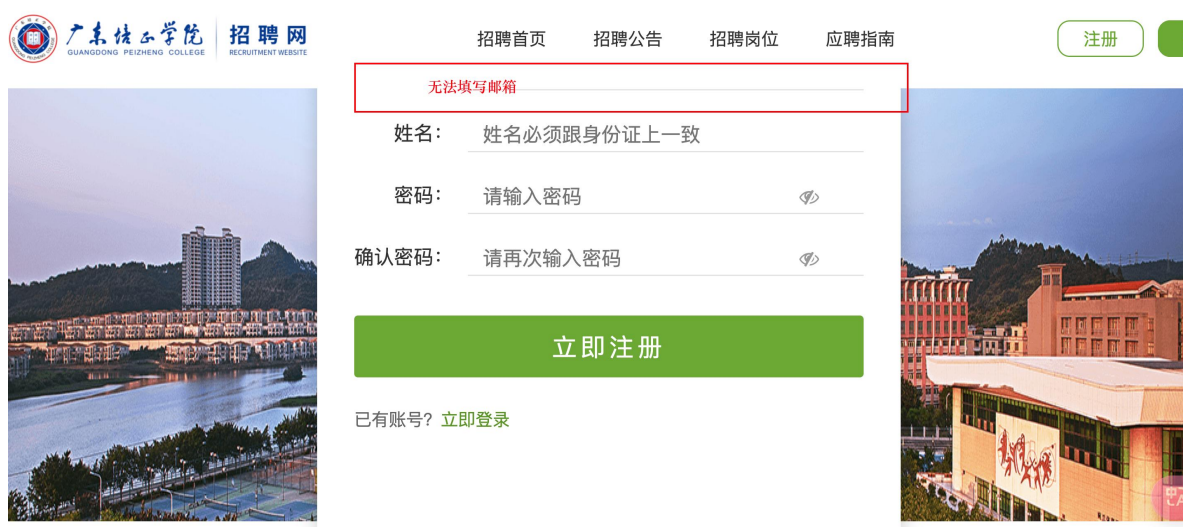 广东培正学院
GUANGDONG PEIZHENG COLLEGE
招聘网
RECRUITMENT WEBSITE
招聘首页 招聘公告 招聘岗位 应聘指南
注册
无法填写邮箱
姓名： 姓名必须跟身份证上一致
密码： 请输入密码
确认密码： 请再次输入密码
立即注册
已有账号？立即登录